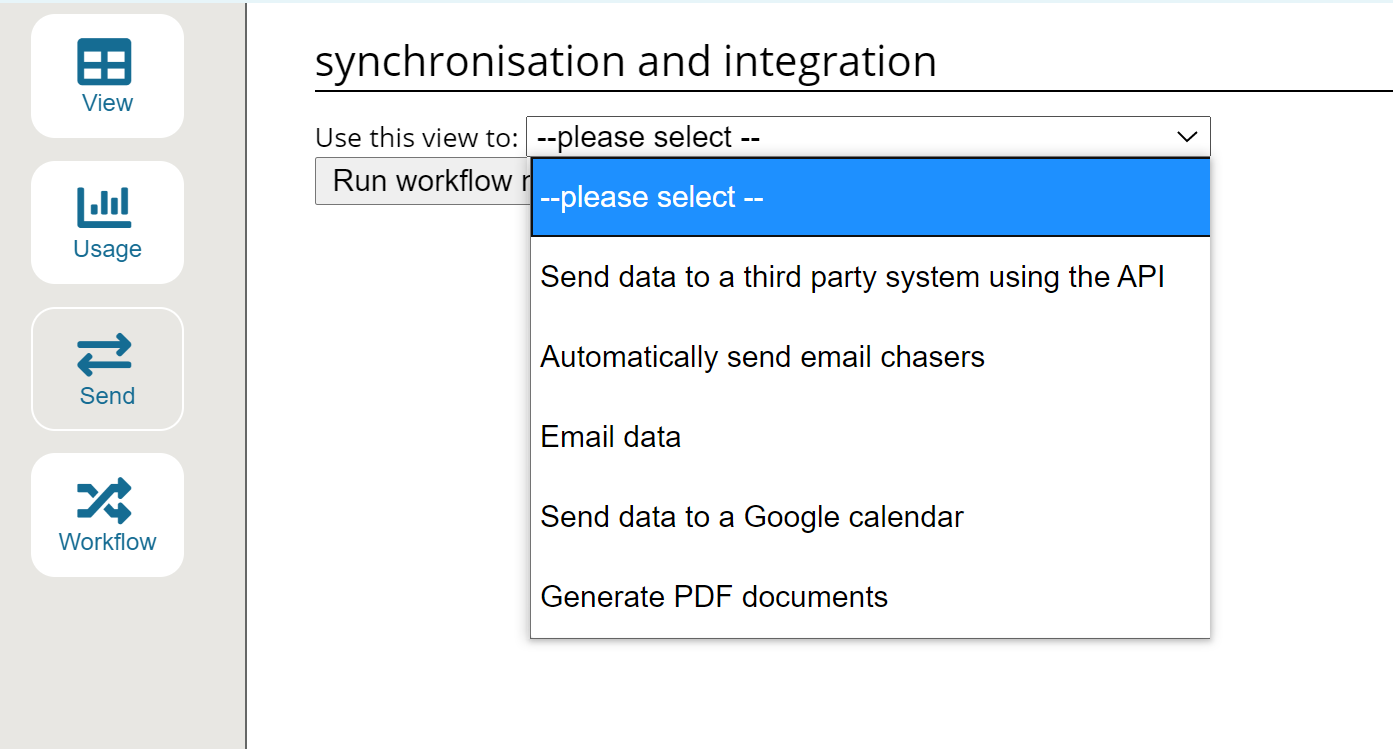 View
Usage
Send
Workflow
synchronisation and integration
Use this view to: --please select --
Run workflow
--please select --
Send data to a third party system using the API
Automatically send email chasers
Email data
Send data to a Google calendar
Generate PDF documents